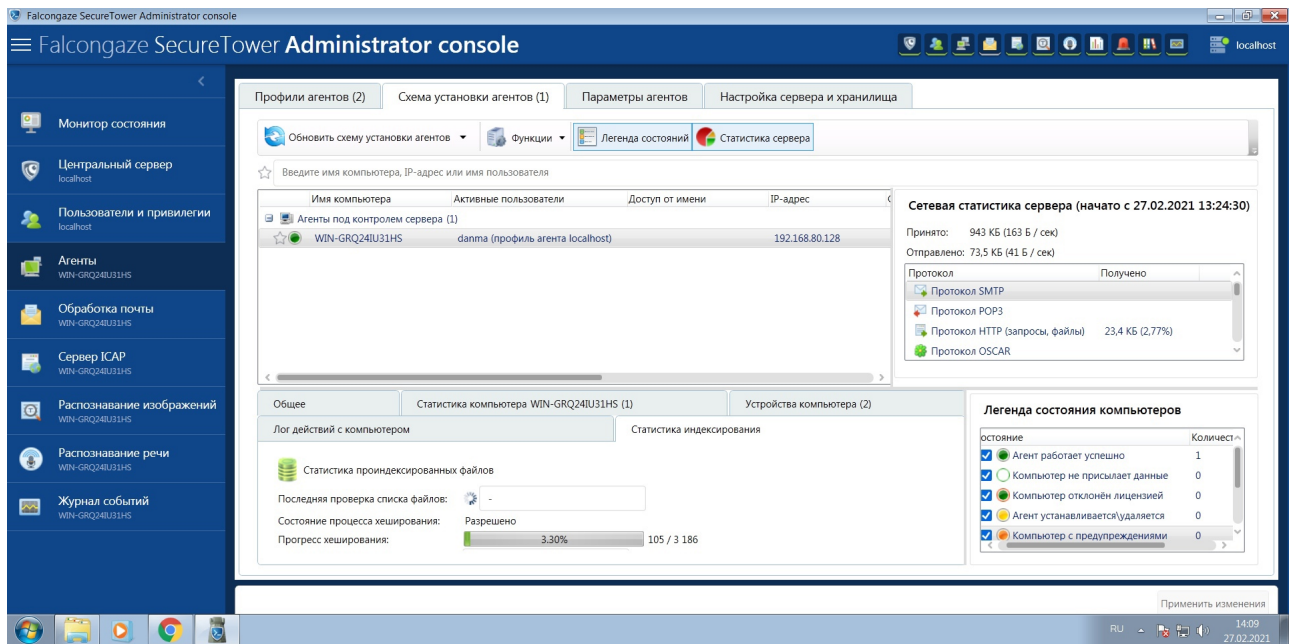 Falcongaze SecureTower Administrator console
Falcongaze SecureTower Administrator console
localhost
Монитор состояния
Центральный сервер
localhost
Пользователи и привилегии
localhost
Агенты
WIN-GRQ24IU31HS
Обработка почты
WIN-GRQ24IU31HS
Сервер ICAP
WIN-GRQ24IU31HS
Распознавание изображений
WIN-GRQ24IU31HS
Распознавание речи
WIN-GRQ24IU31HS
Журнал событий
WIN-GRQ24IU31HS
Профили агентов (2) Схема установки агентов (1) Параметры агентов Настройка сервера и хранилища
Обновить схему установки агентов Функции Легенда состояний Статистика сервера
Введите имя компьютера, IP-адрес или имя пользователя
Имя компьютера Активные пользователи Доступ от имени IP-адрес
Агенты под контролем сервера (1)
WIN-GRQ24IU31HS danma (профиль агента localhost) 192.168.80.128
Сетевая статистика сервера (начато с 27.02.2021 13:24:30)
Принято: 943 КБ (163 Б / сек)
Отправлено: 73,5 КБ (41 Б / сек)
Протокол Получено
Протокол SMTP
Протокол POP3
Протокол HTTP (запросы, файлы) 23,4 КБ (2,77%)
Протокол OSCAR
Общее Статистика компьютера WIN-GRQ24IU31HS (1) Устройства компьютера (2)
Лог действий с компьютером Статистика индексирования
Статистика проиндексированных файлов
Последняя проверка списка файлов: -
Состояние процесса хеширования: Разрешено
Прогресс хеширования: 3.30% 105 / 3 186
Легенда состояния компьютеров
остояние Количест
Агент работает успешно 1
Компьютер не присылает данные 0
Компьютер отклонён лицензией 0
Агент устанавливается\удаляется 0
Компьютер с предупреждениями 0
Применить изменения
RU 14:09
27.02.2021